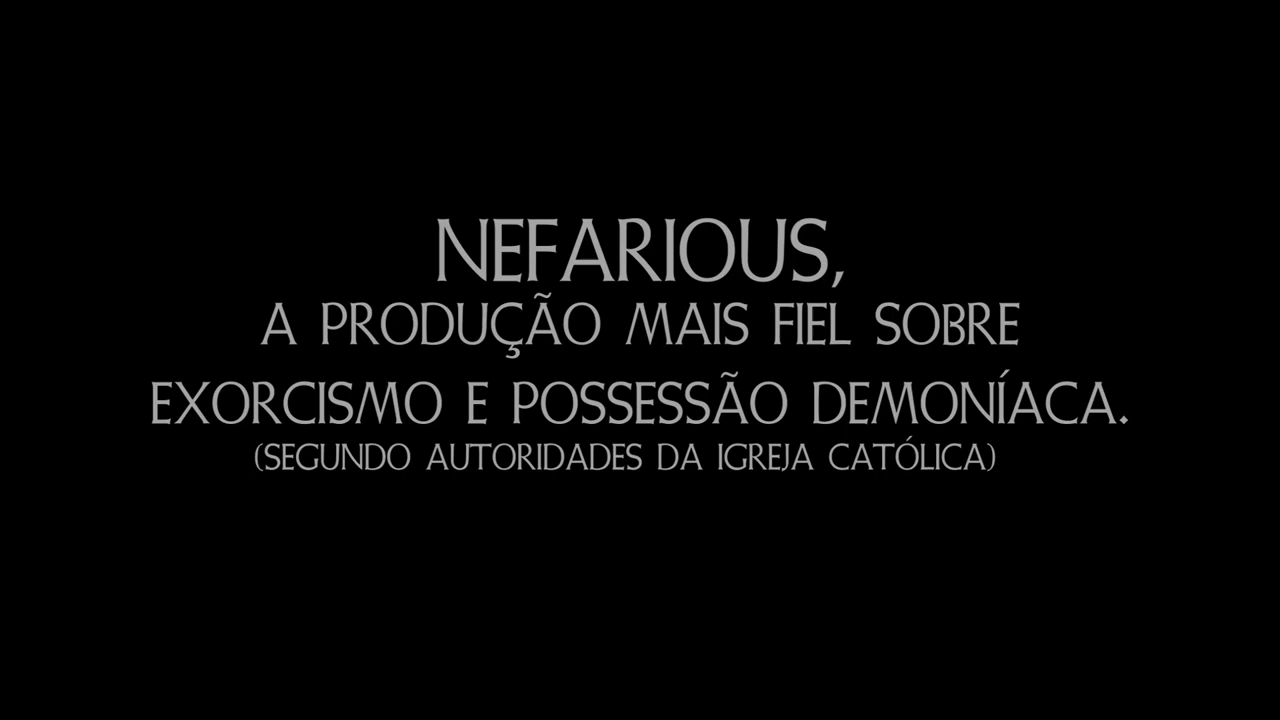 NEFARIOUS,
A PRODUÇÃO MAIS FIEL SOBRE
EXORCISMO E POSSESSÃO DEMONÍACA.
(SEGUNDO AUTORIDADES DA IGREJA CATÓLICA)